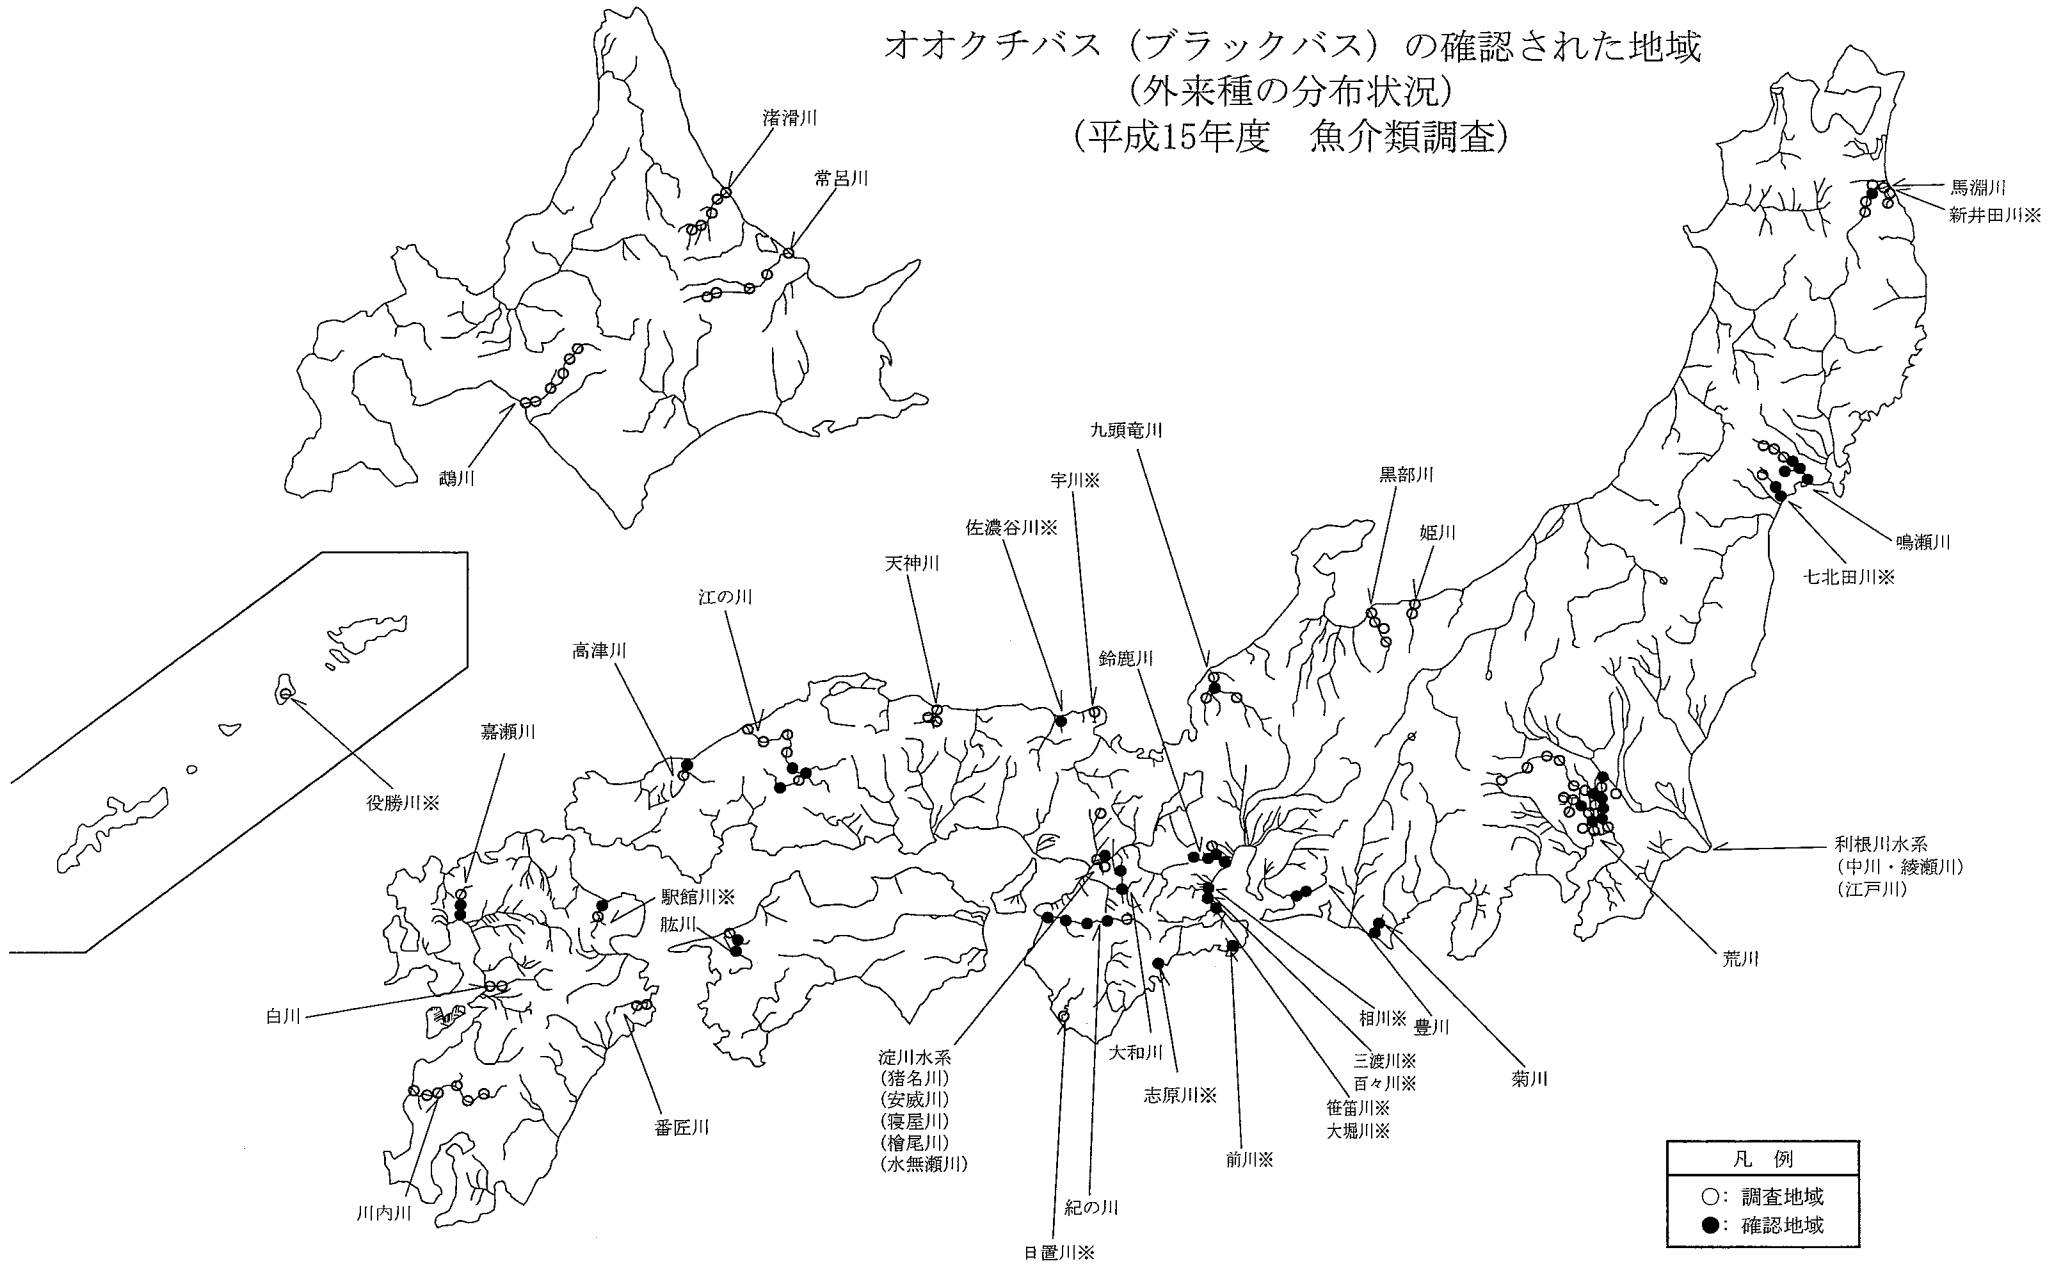 オオクチバス（ブラックバス）の確認された地域
（外来種の分布状況）
（平成15年度　魚介類調査）
渚滑川
常呂川
鵡川
馬淵川
新井田川※
鳴瀬川
七北田川※
九頭竜川
黒部川
宇川※
姫川
佐濃谷川※
天神川
江の川
高津川
鈴鹿川
嘉瀬川
役勝川※
駅館川※
肱川
白川
番匠川
川内川
利根川水系
（中川・綾瀬川）
（江戸川）
荒川
相川※
豊川
三渡川※
百々川※
菊川
笹笛川※
大堀川※
前川※
志原川※
大和川
淀川水系
（猪名川）
（安威川）
（寝屋川）
（檜尾川）
（水無瀬川）
紀の川
日置川※
凡　例
○：調査地域
●：確認地域